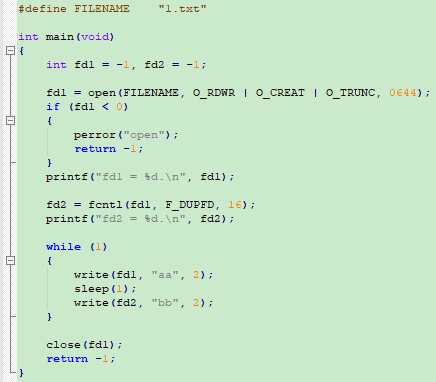 #define FILENAME "1.txt"
int main(void)
{
int fd1 = -1, fd2 = -1;
fd1 = open(FILENAME, O_RDWR | O_CREAT | O_TRUNC, 0644);
if (fd1 < 0)
{
perror("open");
return -1;
}
printf("fd1 = %d.\n", fd1);
fd2 = fcntl(fd1, F_DUPFD, 16);
printf("fd2 = %d.\n", fd2);
while (1)
{
write(fd1, "aa", 2);
sleep(1);
write(fd2, "bb", 2);
}
close(fd1);
return -1;
}